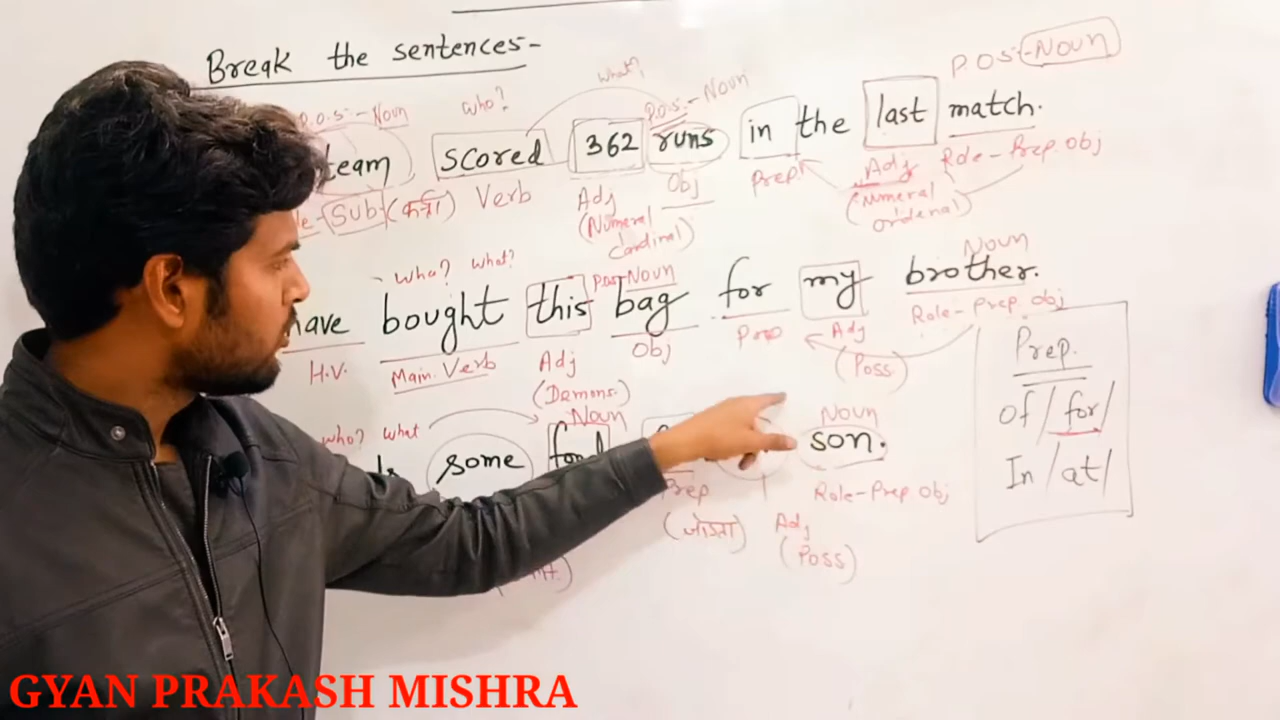 Break the sentences-
POS-Noun
P.O.S.-Noun who? what? P.O.S.-Noun
team scored 362 runs in the last match.
Sub-(कर्ता) Verb Adj Obj Prep. Adj Role-Prep. Obj
(Numeral Cardinal) (Numeral ordenal)
who? what? POS-Noun Noun
have bought this bag for my brother.
H.V. Main Verb Adj Obj Prep Adj Role-Prep. Obj
(Demons.) (Poss.)
Prep.
of/for/
In/at/
who? what Noun Noun
some son.
Prep Adj Role-Prep Obj
(जोड़ता) (Poss)
GYAN PRAKASH MISHRA